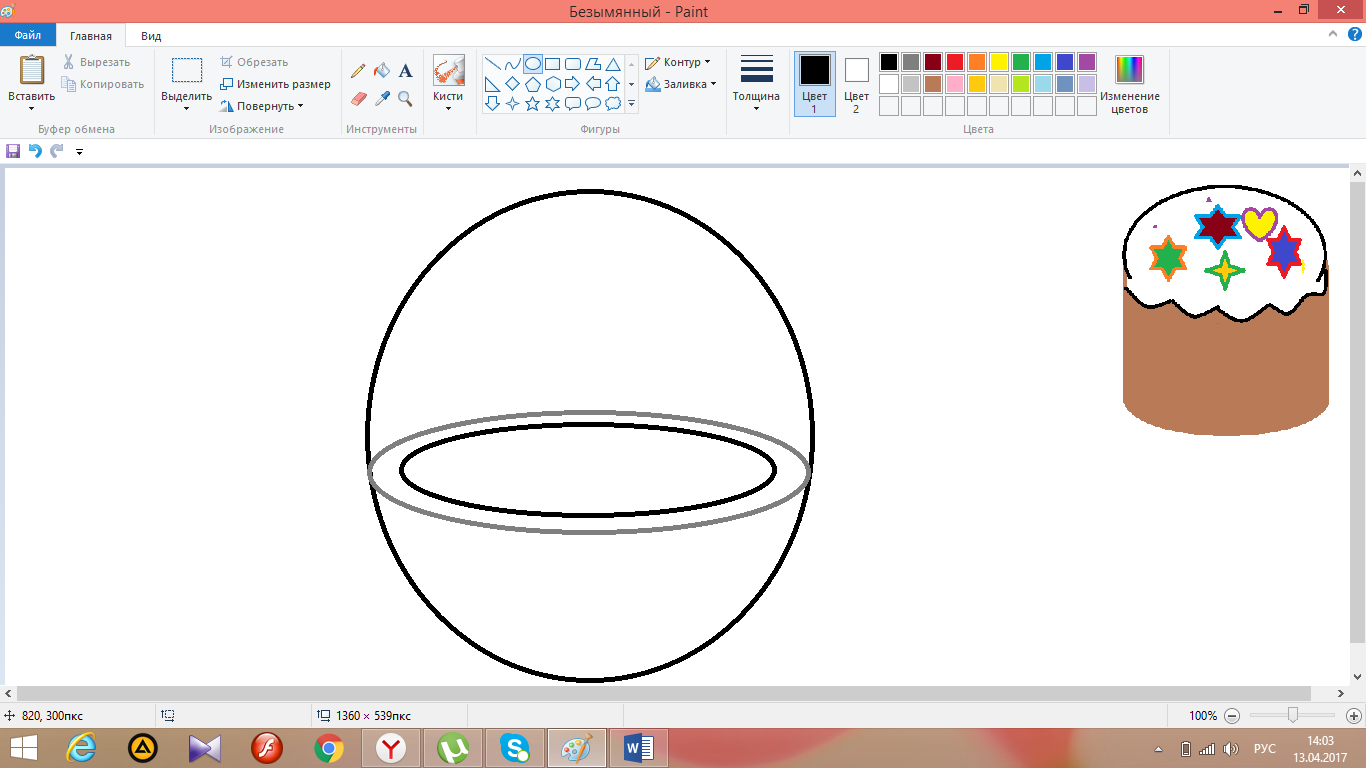 Безымянный - Paint
Файл Главная Вид
Вставить
Вырезать
Копировать
Буфер обмена
Выделить
Обрезать
Изменить размер
Повернуть
Изображение
A
Инструменты
Кисти
Контур
Заливка
Фигуры
Толщина
Цвет 1
Цвет 2
Изменение цветов
Цвета
820, 300пкс
1360 × 539пкс
100%
РУС
14:03
13.04.2017